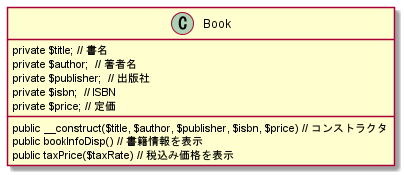 C Book
private $title; // 書名
private $author;  // 著者名
private $publisher;  // 出版社
private $isbn;  // ISBN
private $price; // 定価
public __construct($title, $author, $publisher, $isbn, $price) // コンストラクタ
public bookInfoDisp() // 書籍情報を表示
public taxPrice($taxRate) // 税込み価格を表示